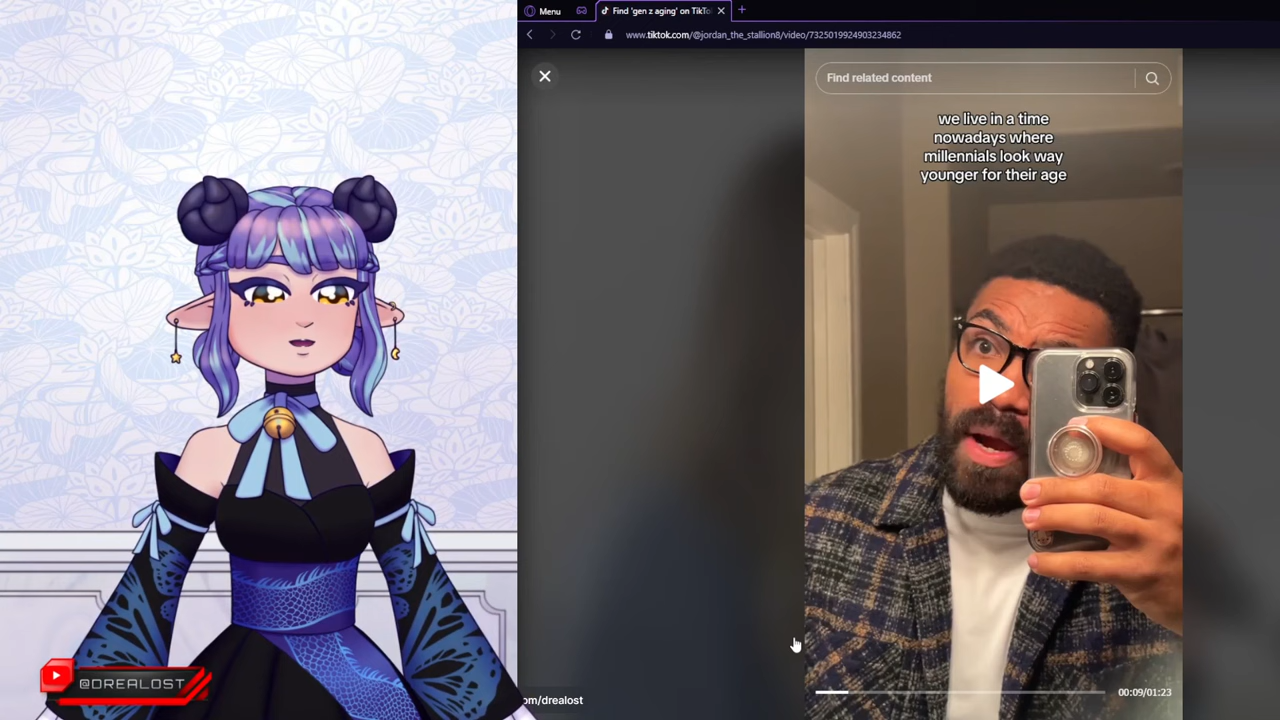 Menu
Find 'gen z aging' on TikTo
www.tiktok.com/@jordan_the_stallion8/video/7325019924903234862
Find related content
we live in a time
nowadays where
millennials look way
younger for their age
@DREALOST
om/drealost
00:09/01:23